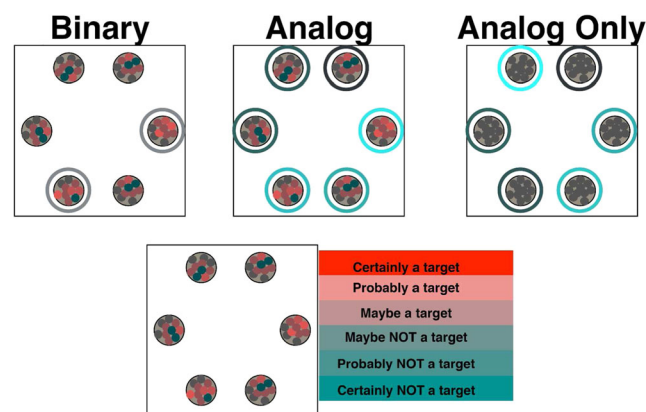 Binary
Analog
Analog Only
Certainly a target
Probably a target
Maybe a target
Maybe NOT a target
Probably NOT a target
Certainly NOT a target